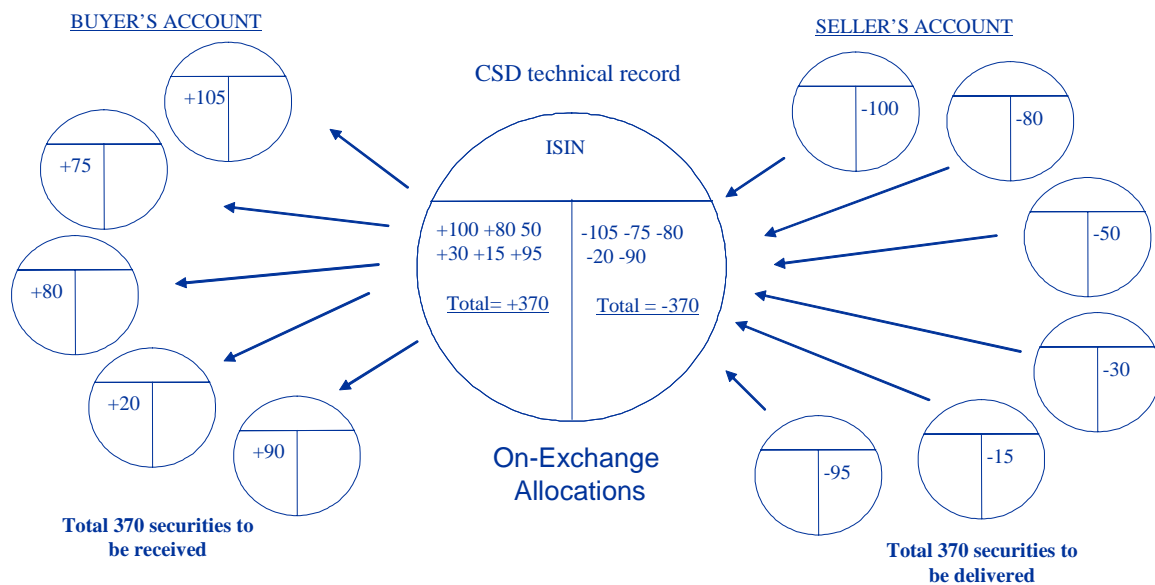 BUYER'S ACCOUNT
+105
+75
+80
+20
+90
Total 370 securities to
be received
CSD technical record
ISIN
+100 +80 50
+30 +15 +95
Total= +370
-105 -75 -80
-20 -90
Total = -370
On-Exchange
Allocations
SELLER'S ACCOUNT
-100
-80
-50
-30
-15
-95
Total 370 securities to
be delivered